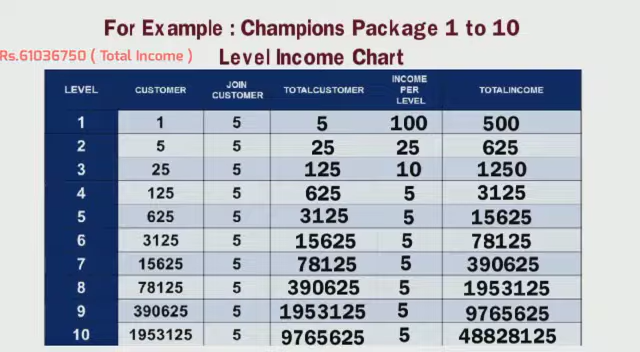 For Example : Champions Package 1 to 10
Rs.61036750 ( Total Income )
Level Income Chart
LEVEL CUSTOMER JOIN CUSTOMER TOTALCUSTOMER INCOME PER LEVEL TOTALINCOME
1 1 5 5 100 500
2 5 5 25 25 625
3 25 5 125 10 1250
4 125 5 625 5 3125
5 625 5 3125 5 15625
6 3125 5 15625 5 78125
7 15625 5 78125 5 390625
8 78125 5 390625 5 1953125
9 390625 5 1953125 5 9765625
10 1953125 5 9765625 5 48828125